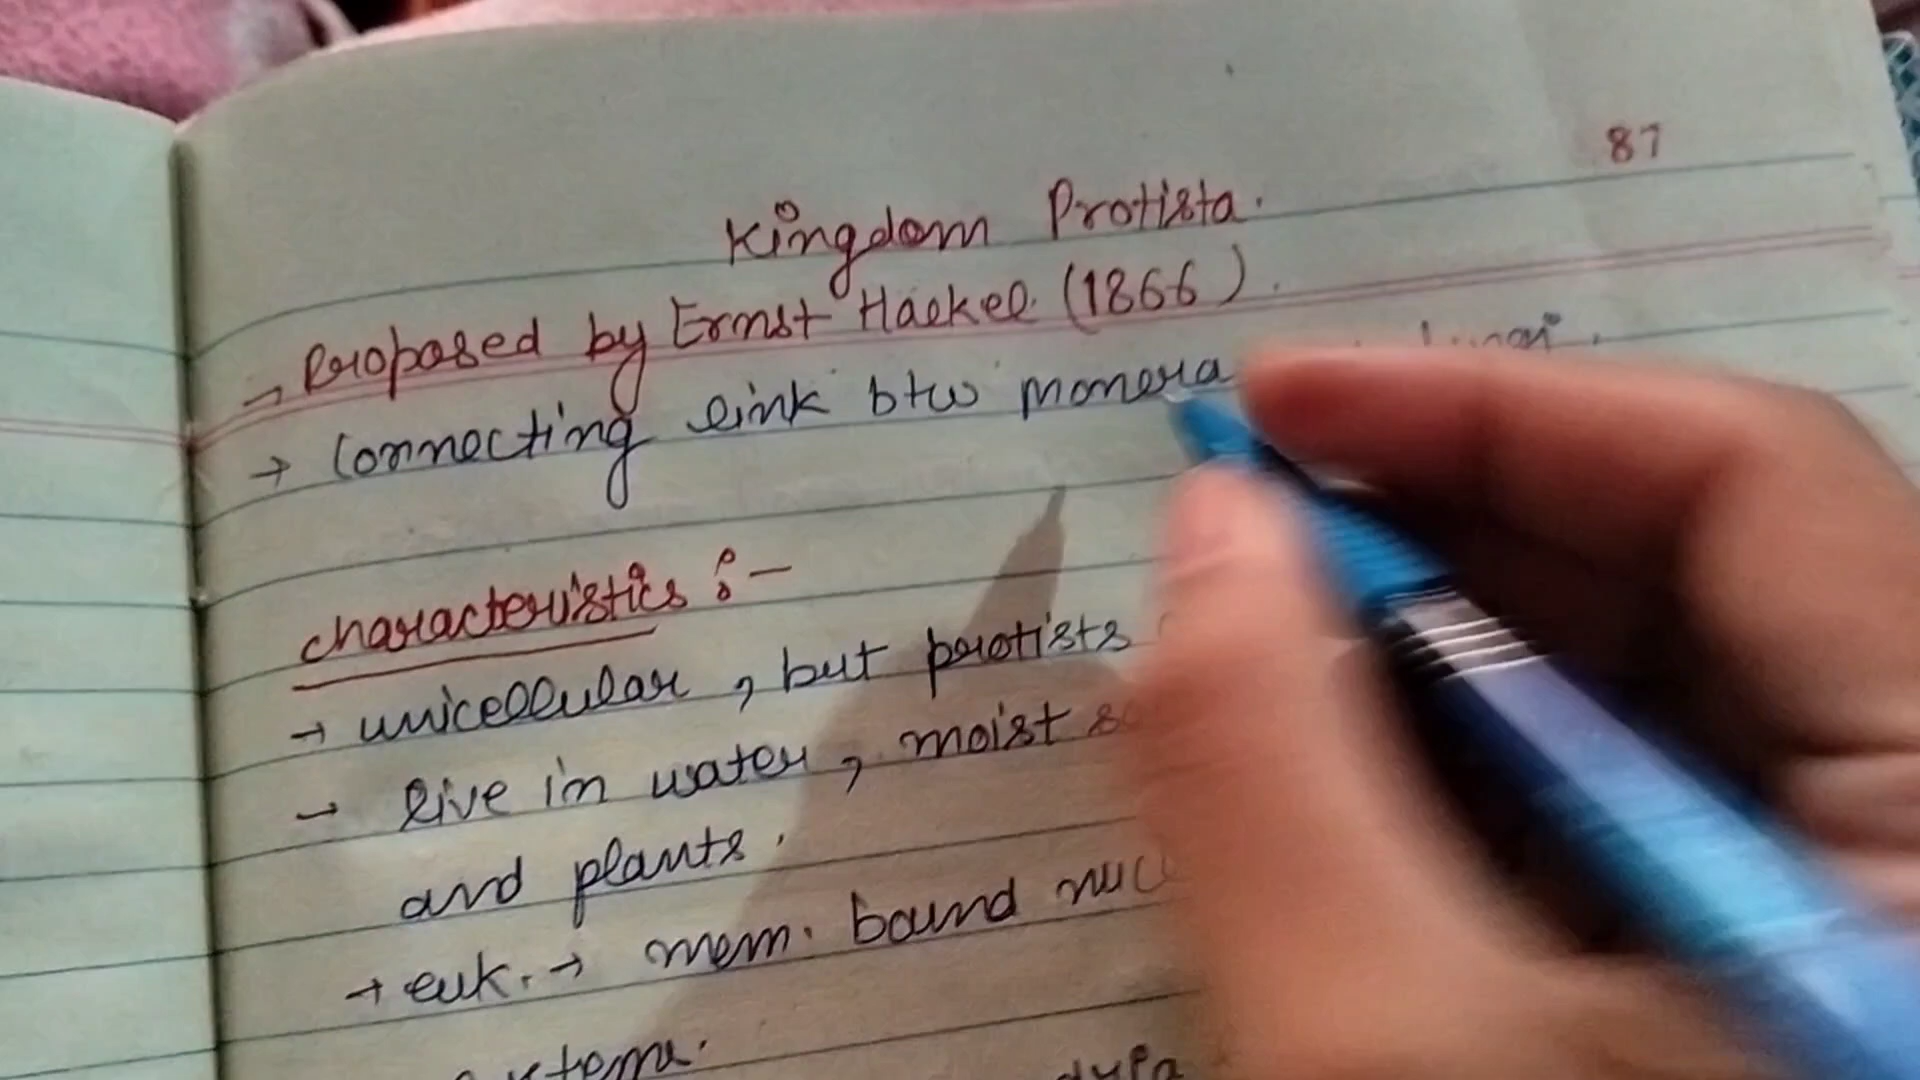 87
Kingdom Protista.
→ Proposed by Ernst Haekel. (1866).
→ Connecting link btw monera
characteristics :-
→ unicellular, but protists
→ live in water, moist
and plants.
→ euk. → mem. bound